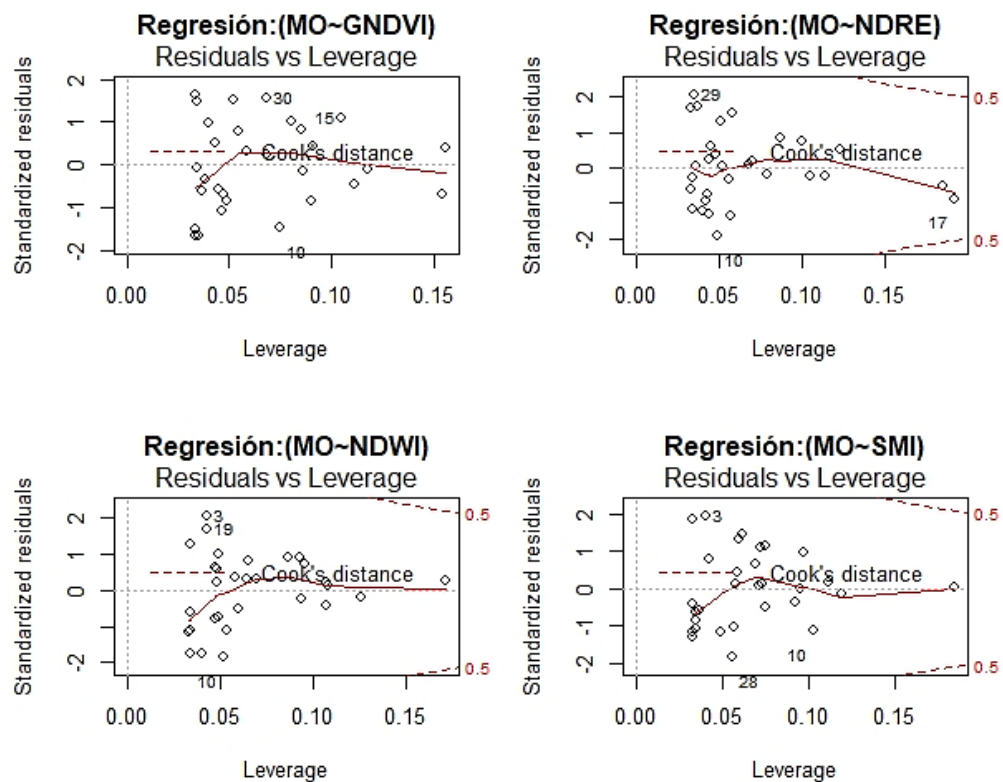 Regresión:(MO~GNDVI)
Residuals vs Leverage
Standardized residuals
2
1
0
-1
-2
30
15
Cook's distance
10
0.00 0.05 0.10 0.15
Leverage
Regresión:(MO~NDRE)
Residuals vs Leverage
Standardized residuals
2
1
0
-2
29
0.5
Cook's distance
17
0.5
10
0.00 0.05 0.10 0.15
Leverage
Regresión:(MO~NDWI)
Residuals vs Leverage
Standardized residuals
2
1
0
-2
3
19
0.5
Cook's distance
10
0.5
0.00 0.05 0.10 0.15
Leverage
Regresión:(MO~SMI)
Residuals vs Leverage
Standardized residuals
2
1
0
-1
-2
3
0.5
Cook's distance
10
28
0.5
0.00 0.05 0.10 0.15
Leverage